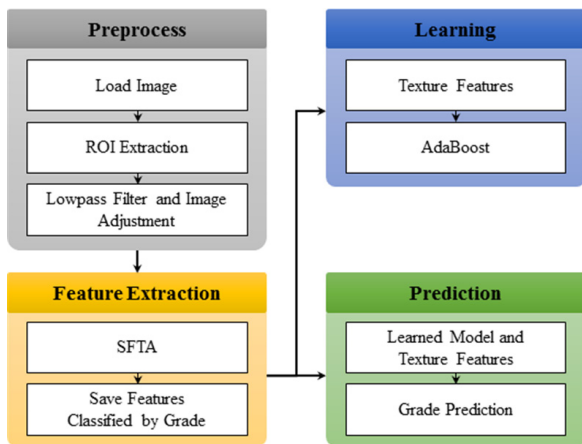 Preprocess
Load Image
ROI Extraction
Lowpass Filter and Image
Adjustment
Feature Extraction
SFTA
Save Features
Classified by Grade
Learning
Texture Features
AdaBoost
Prediction
Learned Model and
Texture Features
Grade Prediction